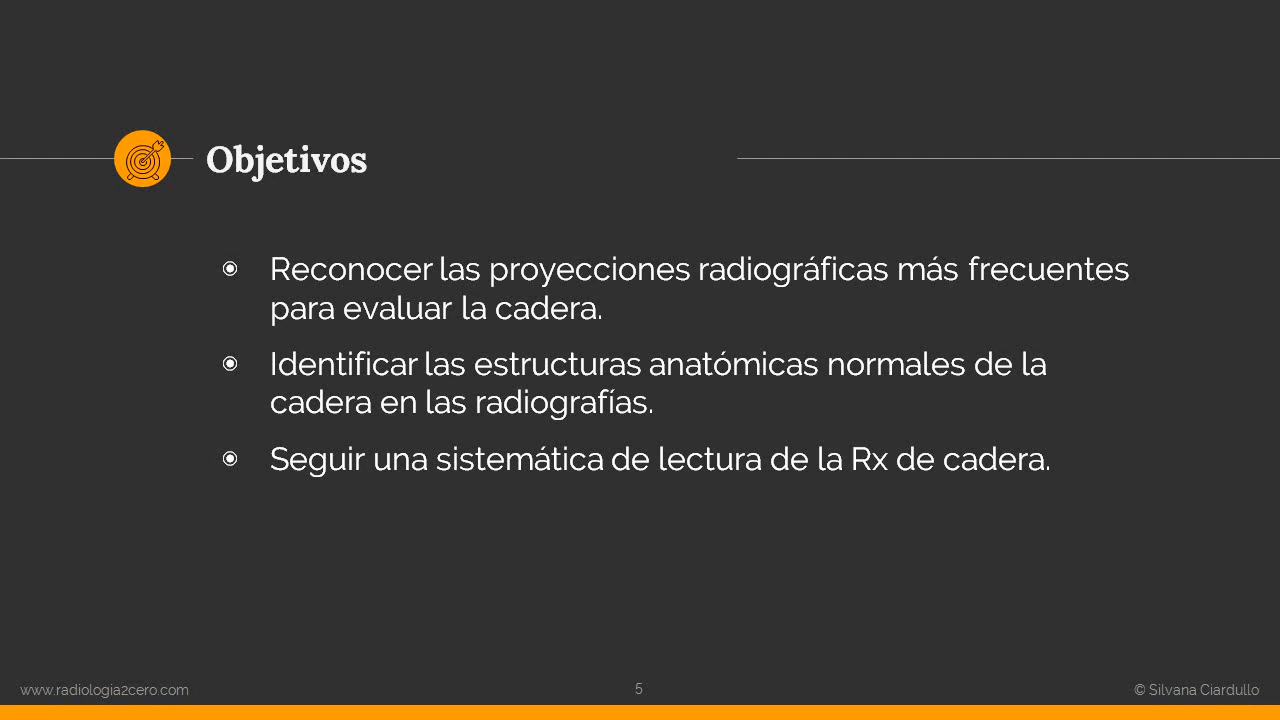 Objetivos
◉ Reconocer las proyecciones radiográficas más frecuentes
para evaluar la cadera.
◉ Identificar las estructuras anatómicas normales de la
cadera en las radiografías.
◉ Seguir una sistemática de lectura de la Rx de cadera.
www.radiologia2cero.com
5
© Silvana Ciardullo